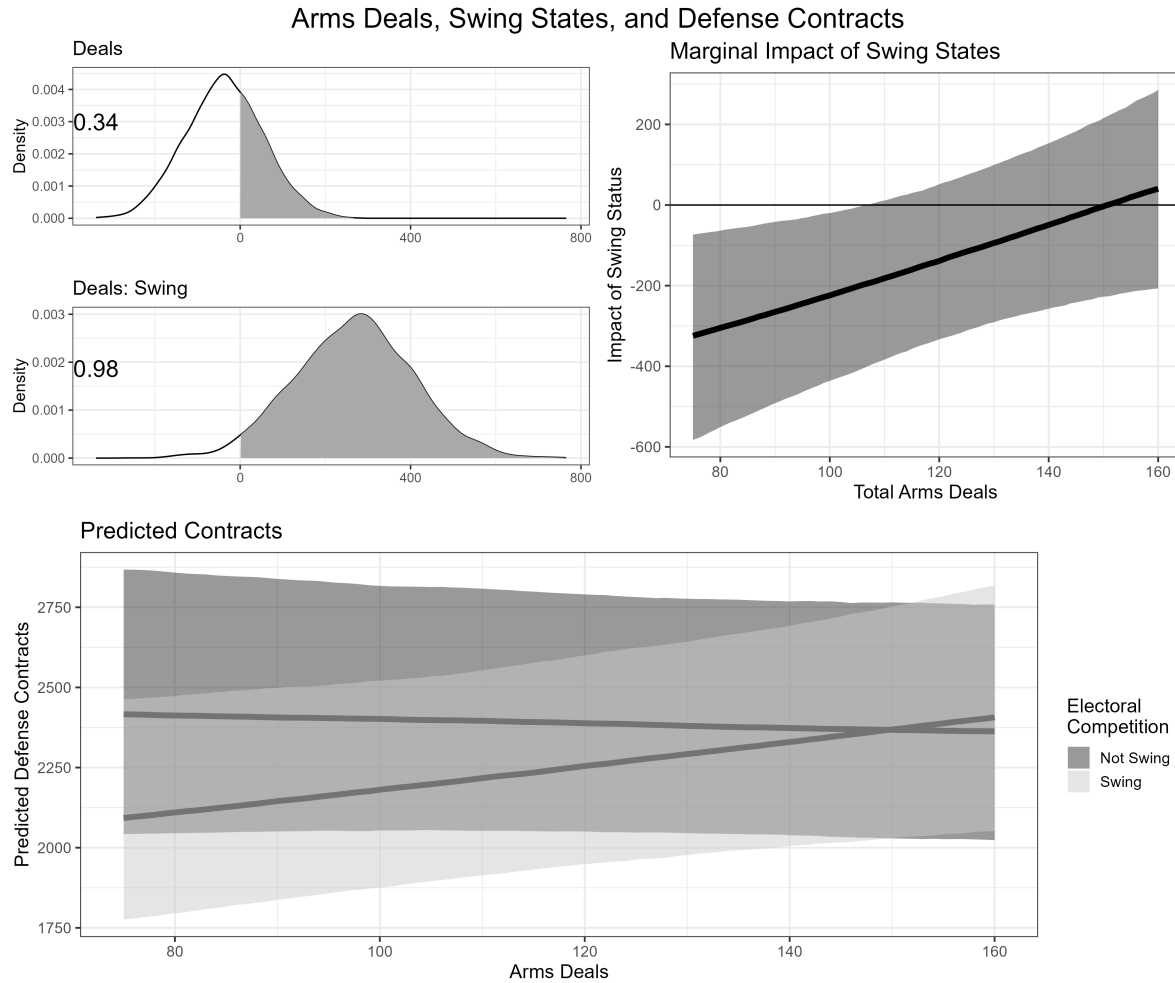 Arms Deals, Swing States, and Defense Contracts
Deals
Density
0.004
0.003
0.002
0.001
0.000
0.34
0
400
800
Deals: Swing
Density
0.003
0.002
0.001
0.000
0.98
0
400
800
Marginal Impact of Swing States
Impact of Swing Status
200
0
-200
-400
-600
80
100
120
140
160
Total Arms Deals
Predicted Contracts
Predicted Defense Contracts
2750
2500
2250
2000
1750
80
100
120
140
160
Arms Deals
Electoral
Competition
Not Swing
Swing